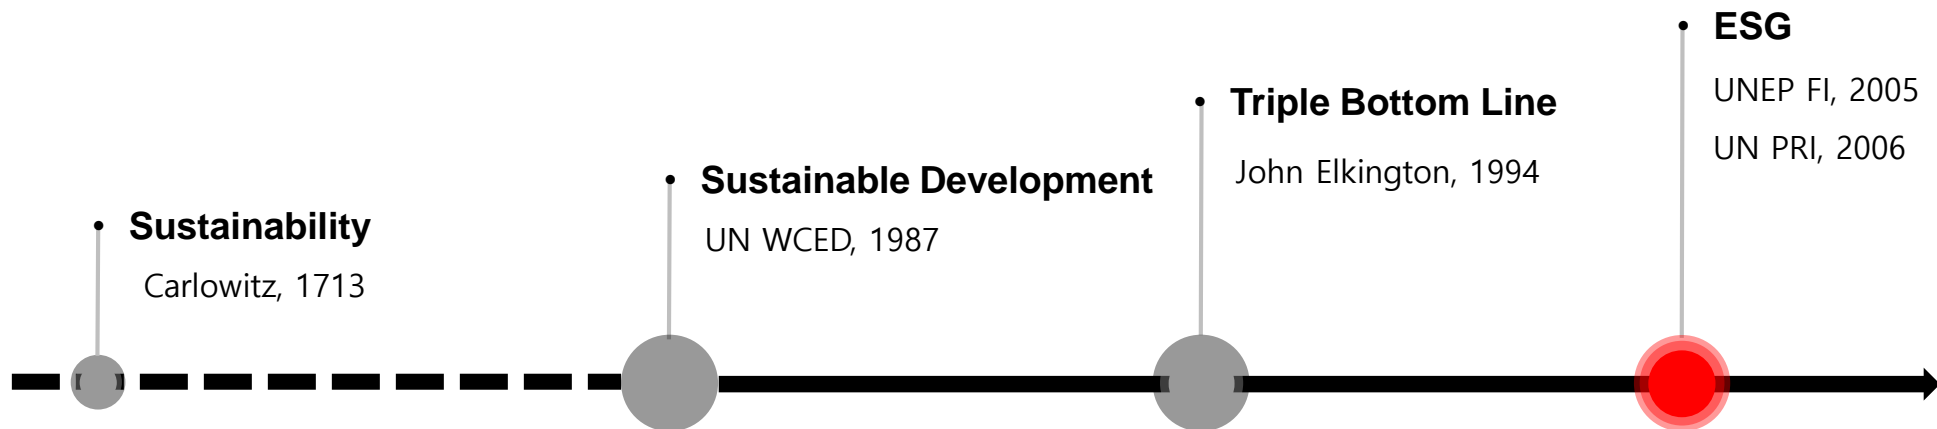 Sustainability
Carlowitz, 1713
Sustainable Development
UN WCED, 1987
Triple Bottom Line
John Elkington, 1994
ESG
UNEP FI, 2005
UN PRI, 2006